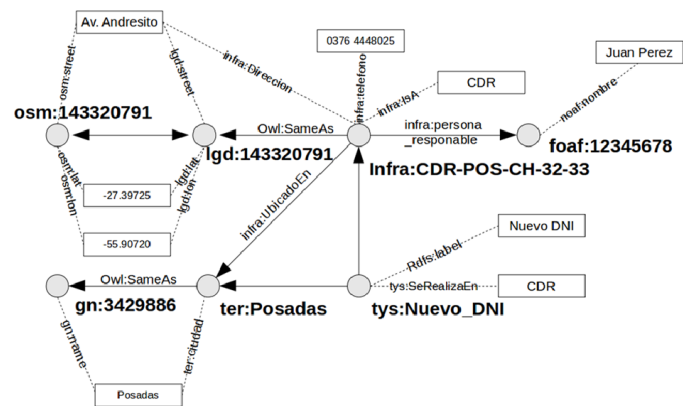 Av. Andresito
0376 4448025
Juan Perez
CDR
osm:street
lgd:street
infra:Direccion
infra:telefono
infra:IsA
noaf:nombre
osm:143320791
Owl:SameAs
infra:persona
_responable
foaf:12345678
lgd:143320791
Infra:CDR-POS-CH-32-33
osm:lat
osm:lon
lgd:lat
lgd:lon
-27.39725
-55.90720
infra:UbicadoEn
Nuevo DNI
Rdfs:label
Owl:SameAs
tys:SeRealizaEn
CDR
gn:3429886
ter:Posadas
tys:Nuevo_DNI
gn:name
ter:ciudad
Posadas